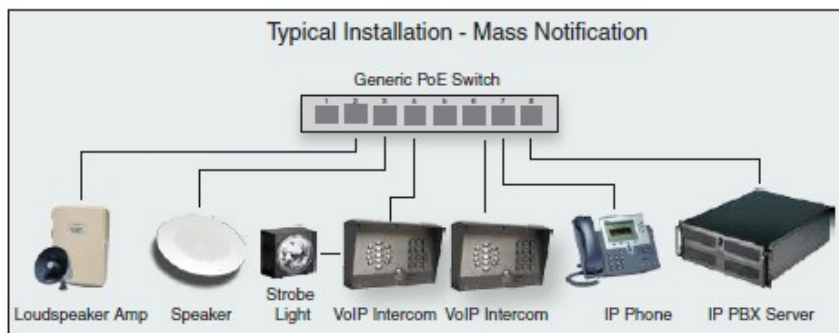 Typical Installation - Mass Notification
Generic PoE Switch
1 2 3 4 5 6 7 8
Loudspeaker Amp Speaker Strobe Light VoIP Intercom VoIP Intercom IP Phone IP PBX Server